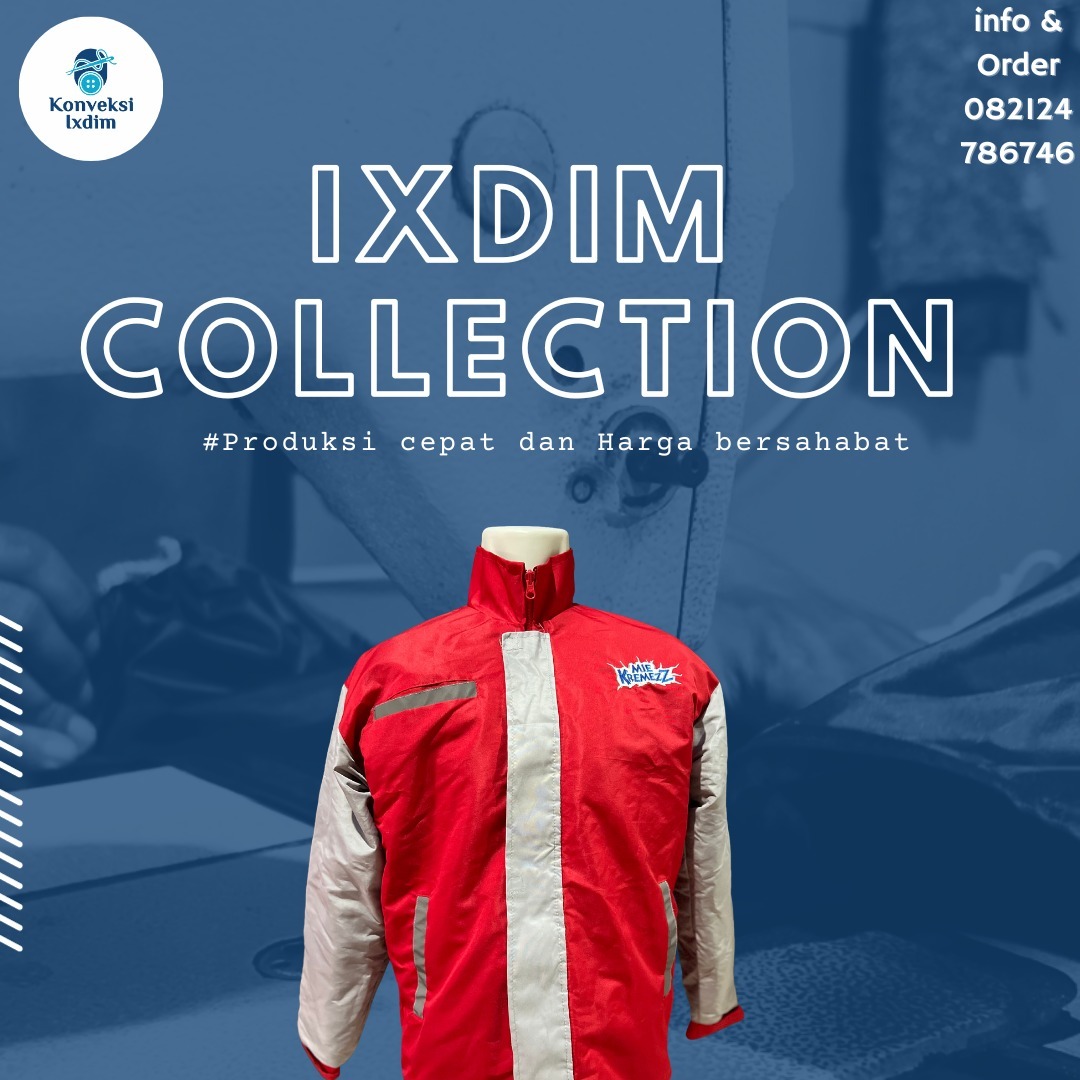 Konveksi
Ixdim
info &
Order
082124
786746
IXDIM
COLLECTION
#Produksi cepat dan Harga bersahabat
MIE
KREMEZZ